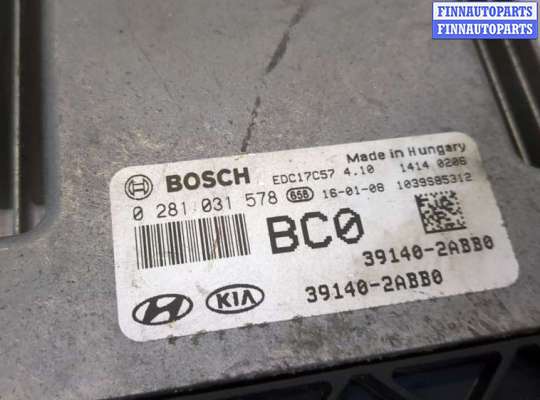 FINNAUTOPARTS
FINNAUTOPARTS
Made in Hungary
BOSCH EDC17C57 4.10 1414 0206
0 281 031 578 65B 16-01-08 1039S85312
BC0
39140-2ABB0
KIA 39140-2ABB0